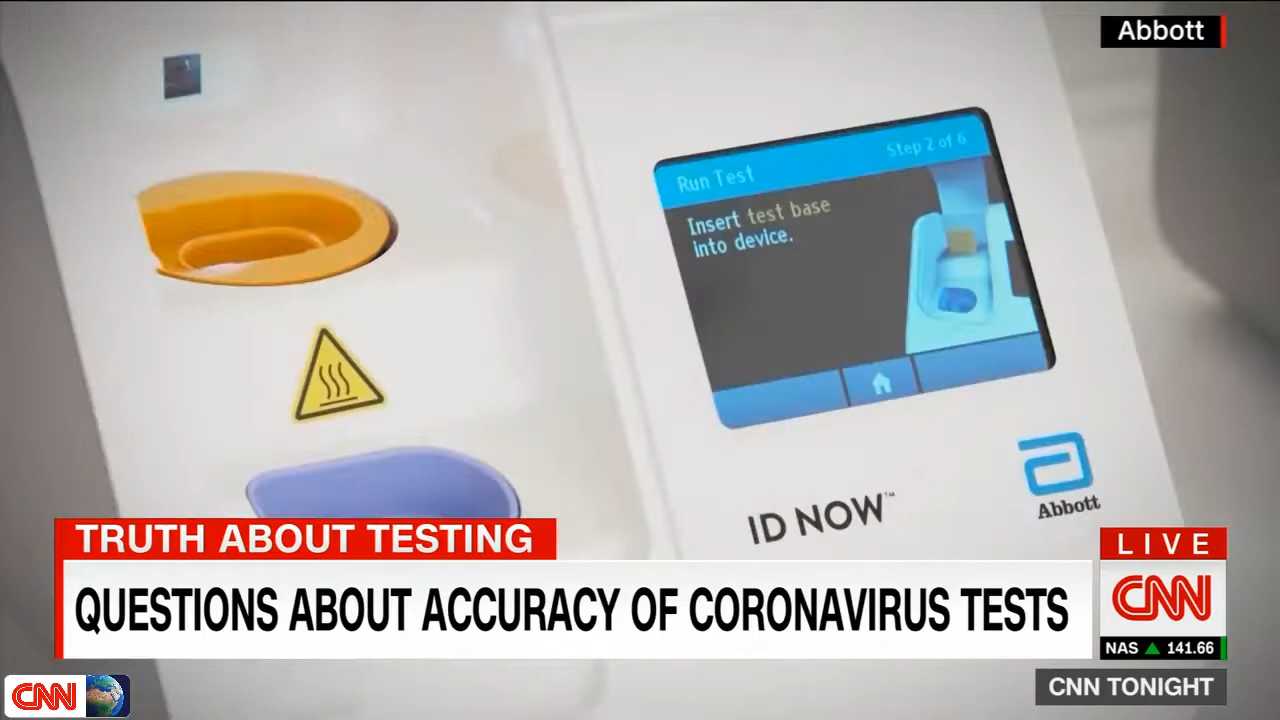 Abbott
Step 2 of 6
Run Test
Insert test base
into device.
ID NOW™
Abbott
TRUTH ABOUT TESTING
QUESTIONS ABOUT ACCURACY OF CORONAVIRUS TESTS
LIVE
CNN
NAS ▲ 141.66
CNN TONIGHT
CNN